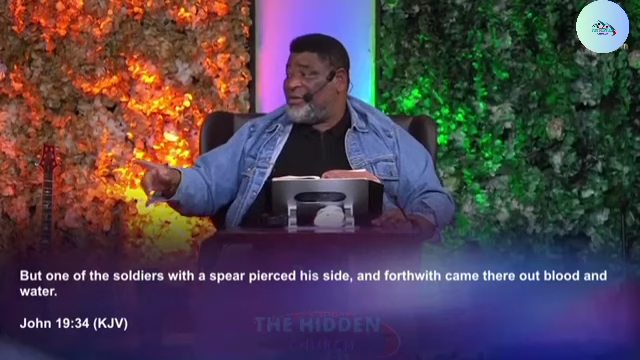 But one of the soldiers with a spear pierced his side, and forthwith came there out blood and
water.
John 19:34 (KJV)
THE HIDDEN
CHURCH